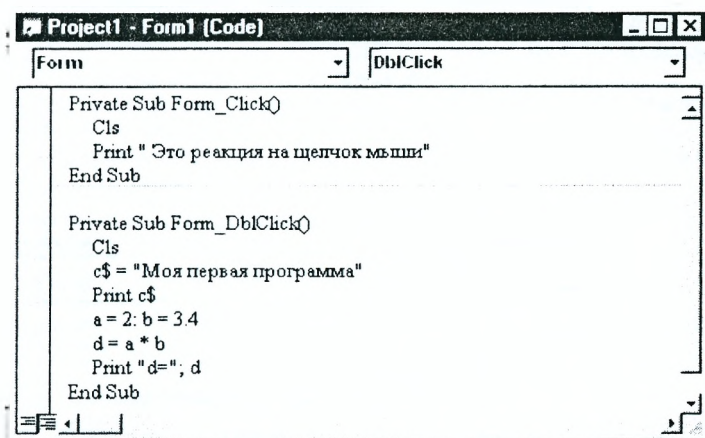 Project1 - Form1 (Code)
Form DblClick
Private Sub Form_Click()
Cls
Print " Это реакция на щелчок мыши"
End Sub
Private Sub Form_DblClick()
Cls
c$ = "Моя первая программа"
Print c$
a = 2: b = 3.4
d = a * b
Print "d="; d
End Sub